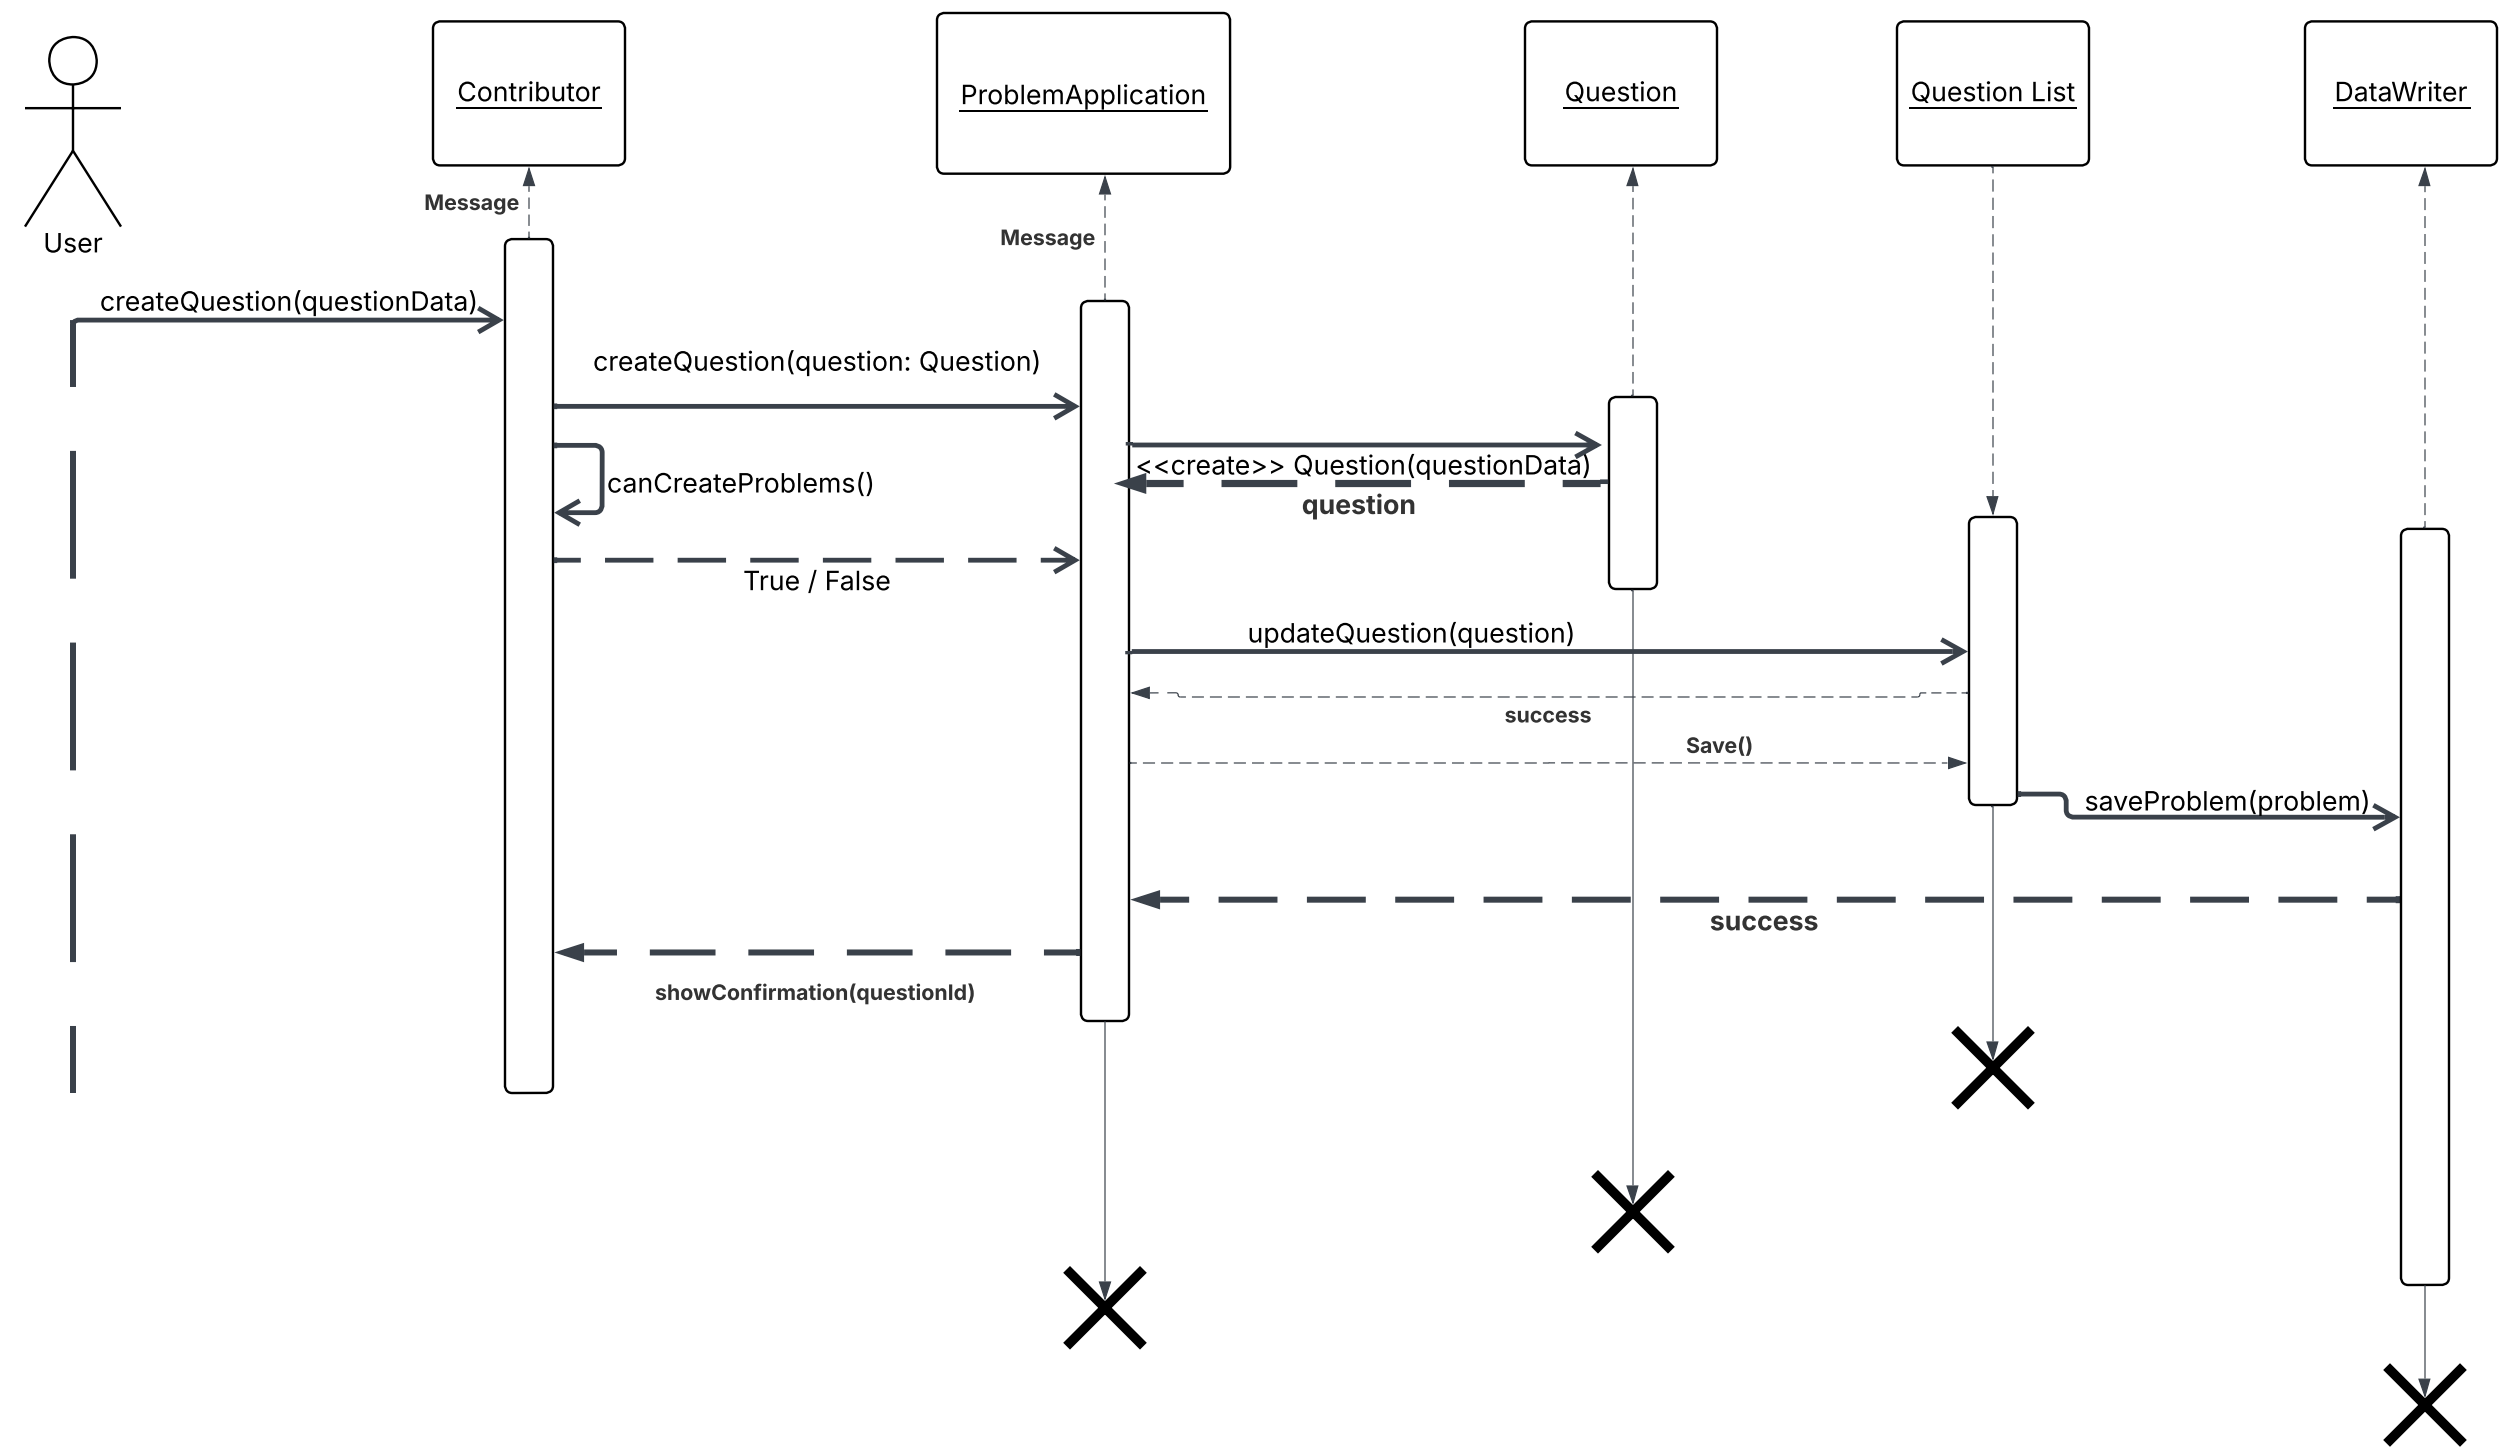 Contributor
ProblemApplication
Question
Question List
DataWriter
User
Message
Message
createQuestion(questionData)
createQuestion(question: Question)
<<create>> Question(questionData)
canCreateProblems()
question
True / False
updateQuestion(question)
success
Save()
saveProblem(problem)
success
showConfirmation(questionId)